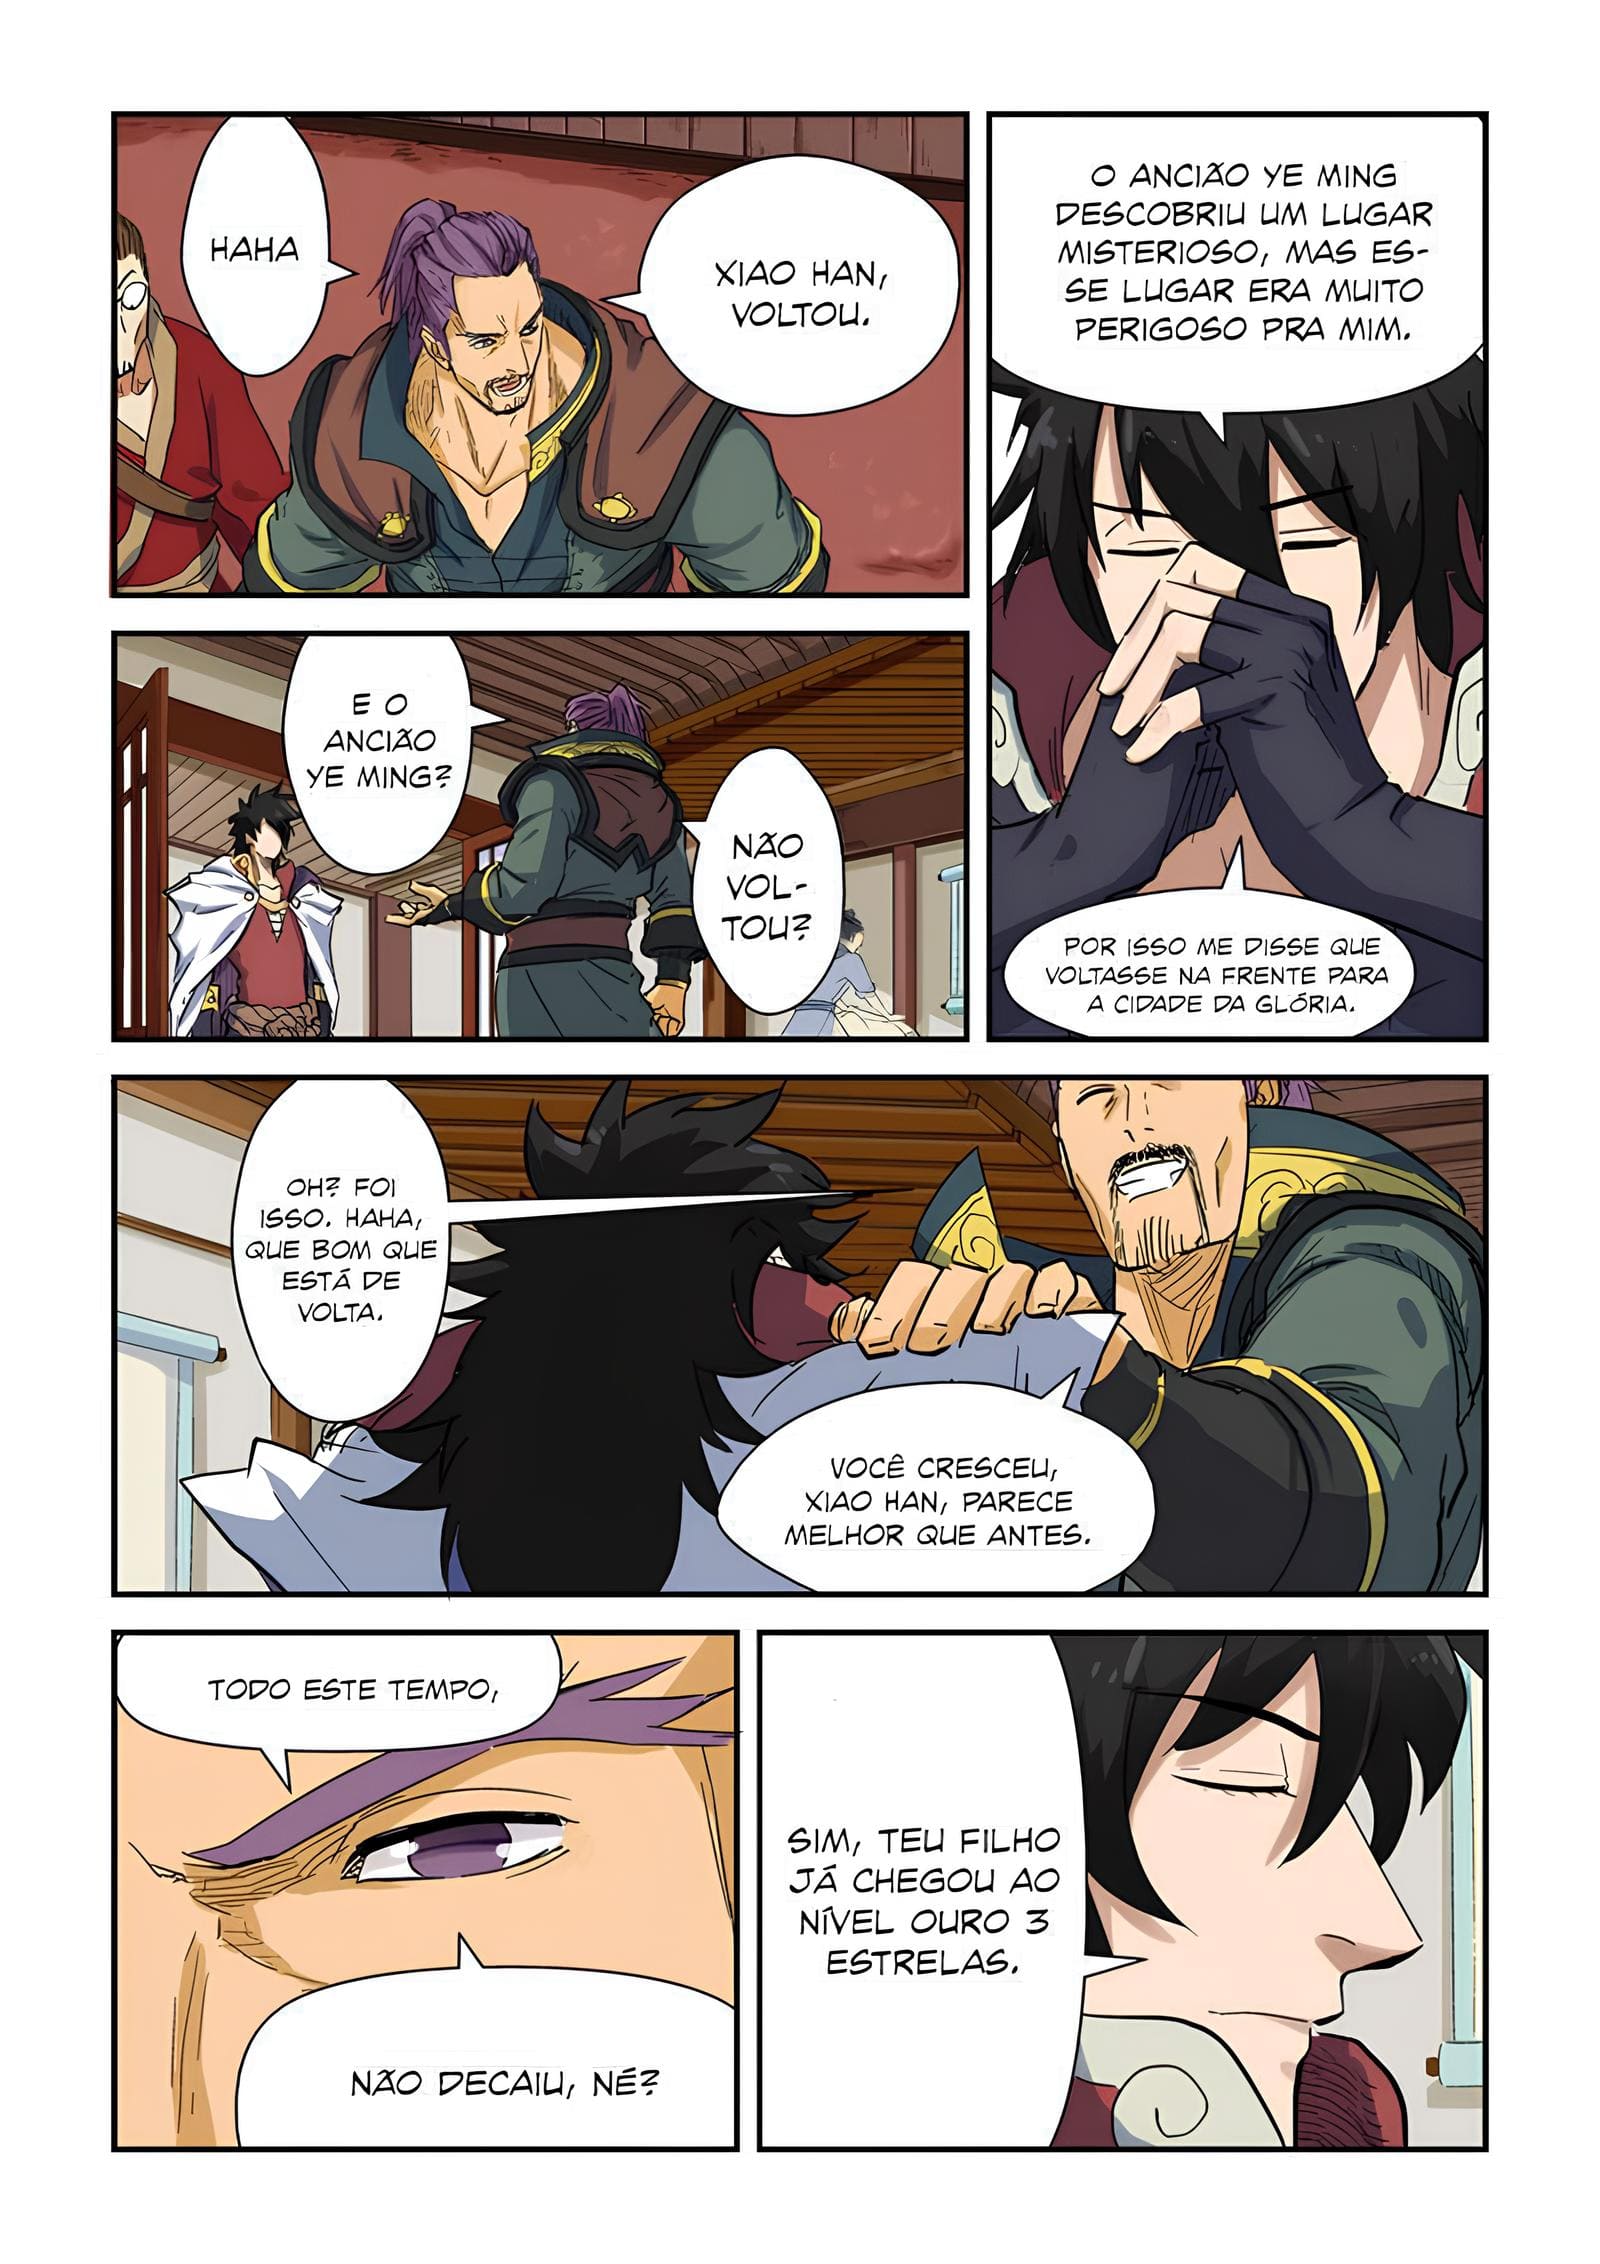 HAHA
XIAO HAN,
VOLTOU.
E O
ANCIÃO
YE MING?
NÃO
VOL-
TOU?
O ANCIÃO YE MING
DESCOBRIU UM LUGAR
MISTERIOSO, MAS ES-
SE LUGAR ERA MUITO
PERIGOSO PRA MIM.
POR ISSO ME DISSE QUE
VOLTASSE NA FRENTE PARA
A CIDADE DA GLÓRIA.
OH? FOI
ISSO. HAHA,
QUE BOM QUE
ESTÁ DE
VOLTA.
VOCÊ CRESCEU,
XIAO HAN, PARECE
MELHOR QUE ANTES.
TODO ESTE TEMPO,
NÃO DECAIU, NÉ?
SIM, TEU FILHO
JÁ CHEGOU AO
NÍVEL OURO 3
ESTRELAS.